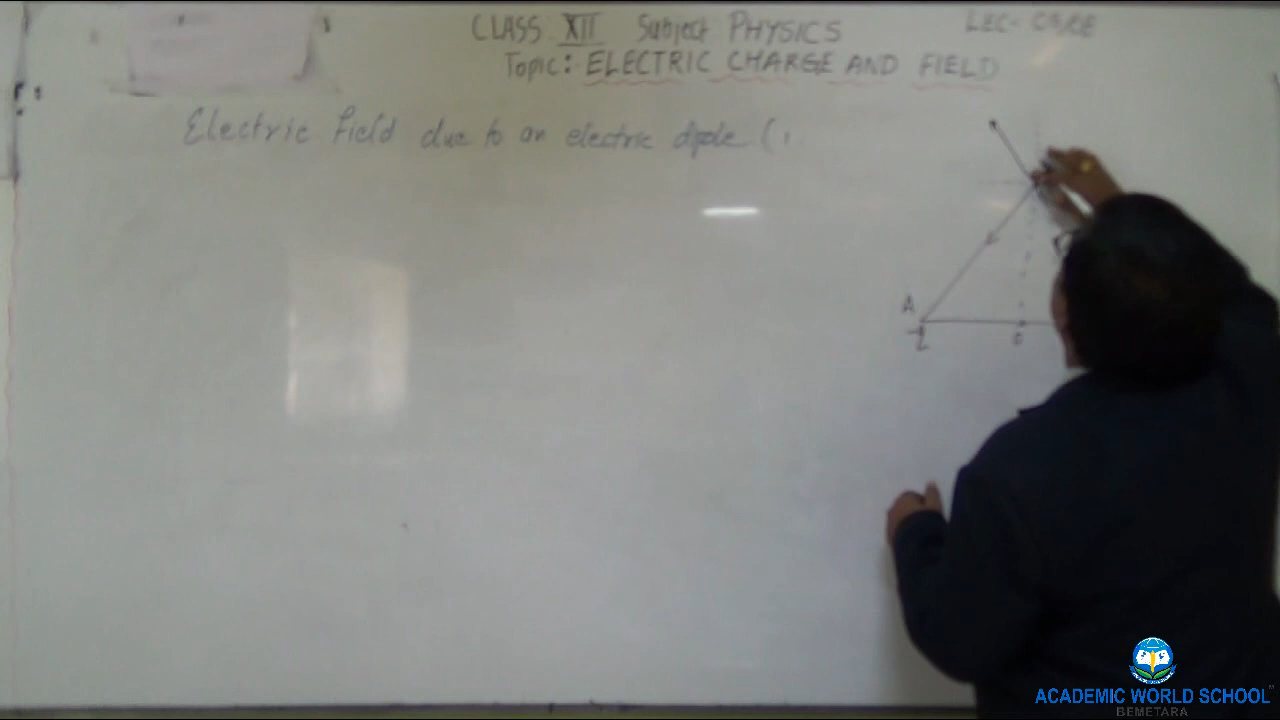 CLASS XII Subject PHYSICS
Topic: ELECTRIC CHARGE AND FIELD
Electric field due to an electric dipole (
A
-q
O
ACADEMIC WORLD SCHOOL
BEMETARA